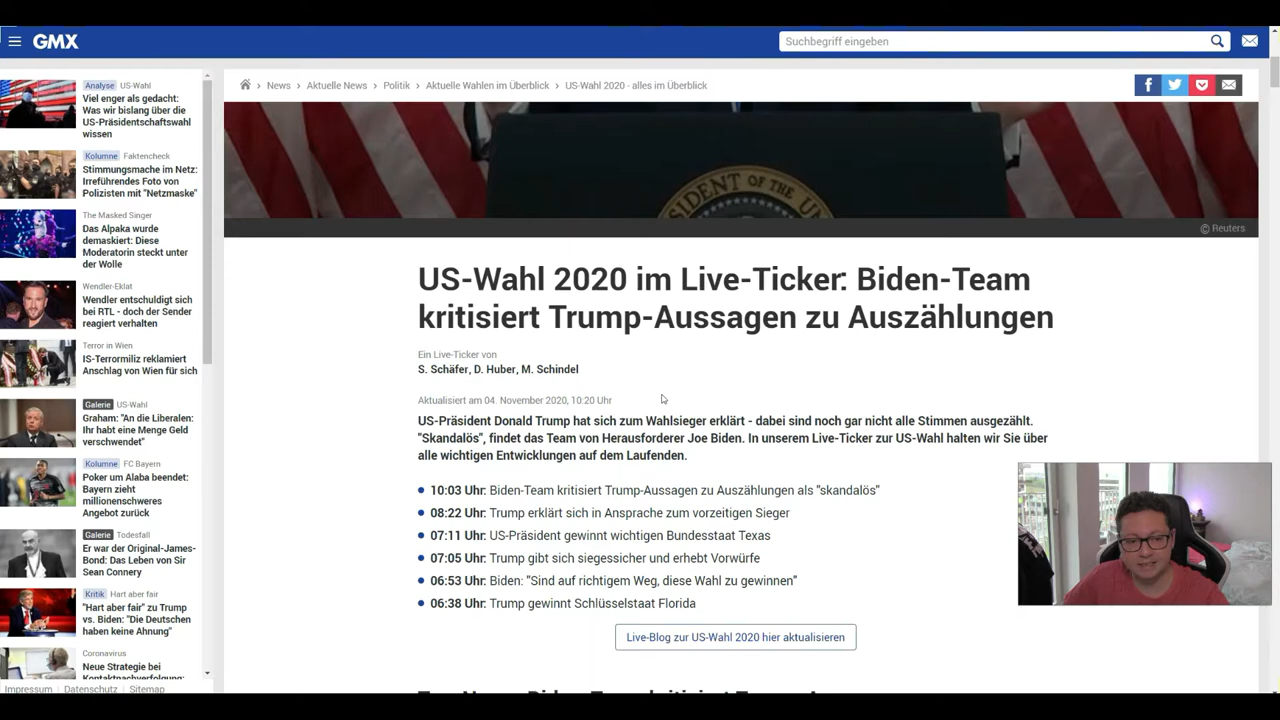 GMX
Suchbegriff eingeben
News
Aktuelle News
Politik
Aktuelle Wahlen im Überblick
US-Wahl 2020 - alles im Überblick
Analyse US-Wahl
Viel enger als gedacht:
Was wir bislang über die
US-Präsidentschaftswahl
wissen
Kolumne Faktencheck
Stimmungsmache im Netz:
Irreführendes Foto von
Polizisten mit "Netzmaske"
The Masked Singer
Das Alpaka wurde
demaskiert: Diese
Moderatorin steckt unter
der Wolle
Wendler-Eklat
Wendler entschuldigt sich
bei RTL - doch der Sender
reagiert verhalten
Terror in Wien
IS-Terrormiliz reklamiert
Anschlag von Wien für sich
Galerie US-Wahl
Graham: "An die Liberalen:
Ihr habt eine Menge Geld
verschwendet"
Kolumne FC Bayern
Poker um Alaba beendet:
Bayern zieht
millionenschweres
Angebot zurück
Galerie Todesfall
Er war der Original-James-
Bond: Das Leben von Sir
Sean Connery
Kritik Hart aber fair
"Hart aber fair" zu Trump
vs. Biden: "Die Deutschen
haben keine Ahnung"
Coronavirus
Neue Strategie bei
Kontaktnachverfolgung:
Impressum Datenschutz Sitemap
PRESIDENT OF THE UN
© Reuters
US-Wahl 2020 im Live-Ticker: Biden-Team
kritisiert Trump-Aussagen zu Auszählungen
Ein Live-Ticker von
S. Schäfer, D. Huber, M. Schindel
Aktualisiert am 04. November 2020, 10:20 Uhr
US-Präsident Donald Trump hat sich zum Wahlsieger erklärt - dabei sind noch gar nicht alle Stimmen ausgezählt.
"Skandalös", findet das Team von Herausforderer Joe Biden. In unserem Live-Ticker zur US-Wahl halten wir Sie über
alle wichtigen Entwicklungen auf dem Laufenden.
10:03 Uhr: Biden-Team kritisiert Trump-Aussagen zu Auszählungen als "skandalös"
08:22 Uhr: Trump erklärt sich in Ansprache zum vorzeitigen Sieger
07:11 Uhr: US-Präsident gewinnt wichtigen Bundesstaat Texas
07:05 Uhr: Trump gibt sich siegessicher und erhebt Vorwürfe
06:53 Uhr: Biden: "Sind auf richtigem Weg, diese Wahl zu gewinnen"
06:38 Uhr: Trump gewinnt Schlüsselstaat Florida
Live-Blog zur US-Wahl 2020 hier aktualisieren